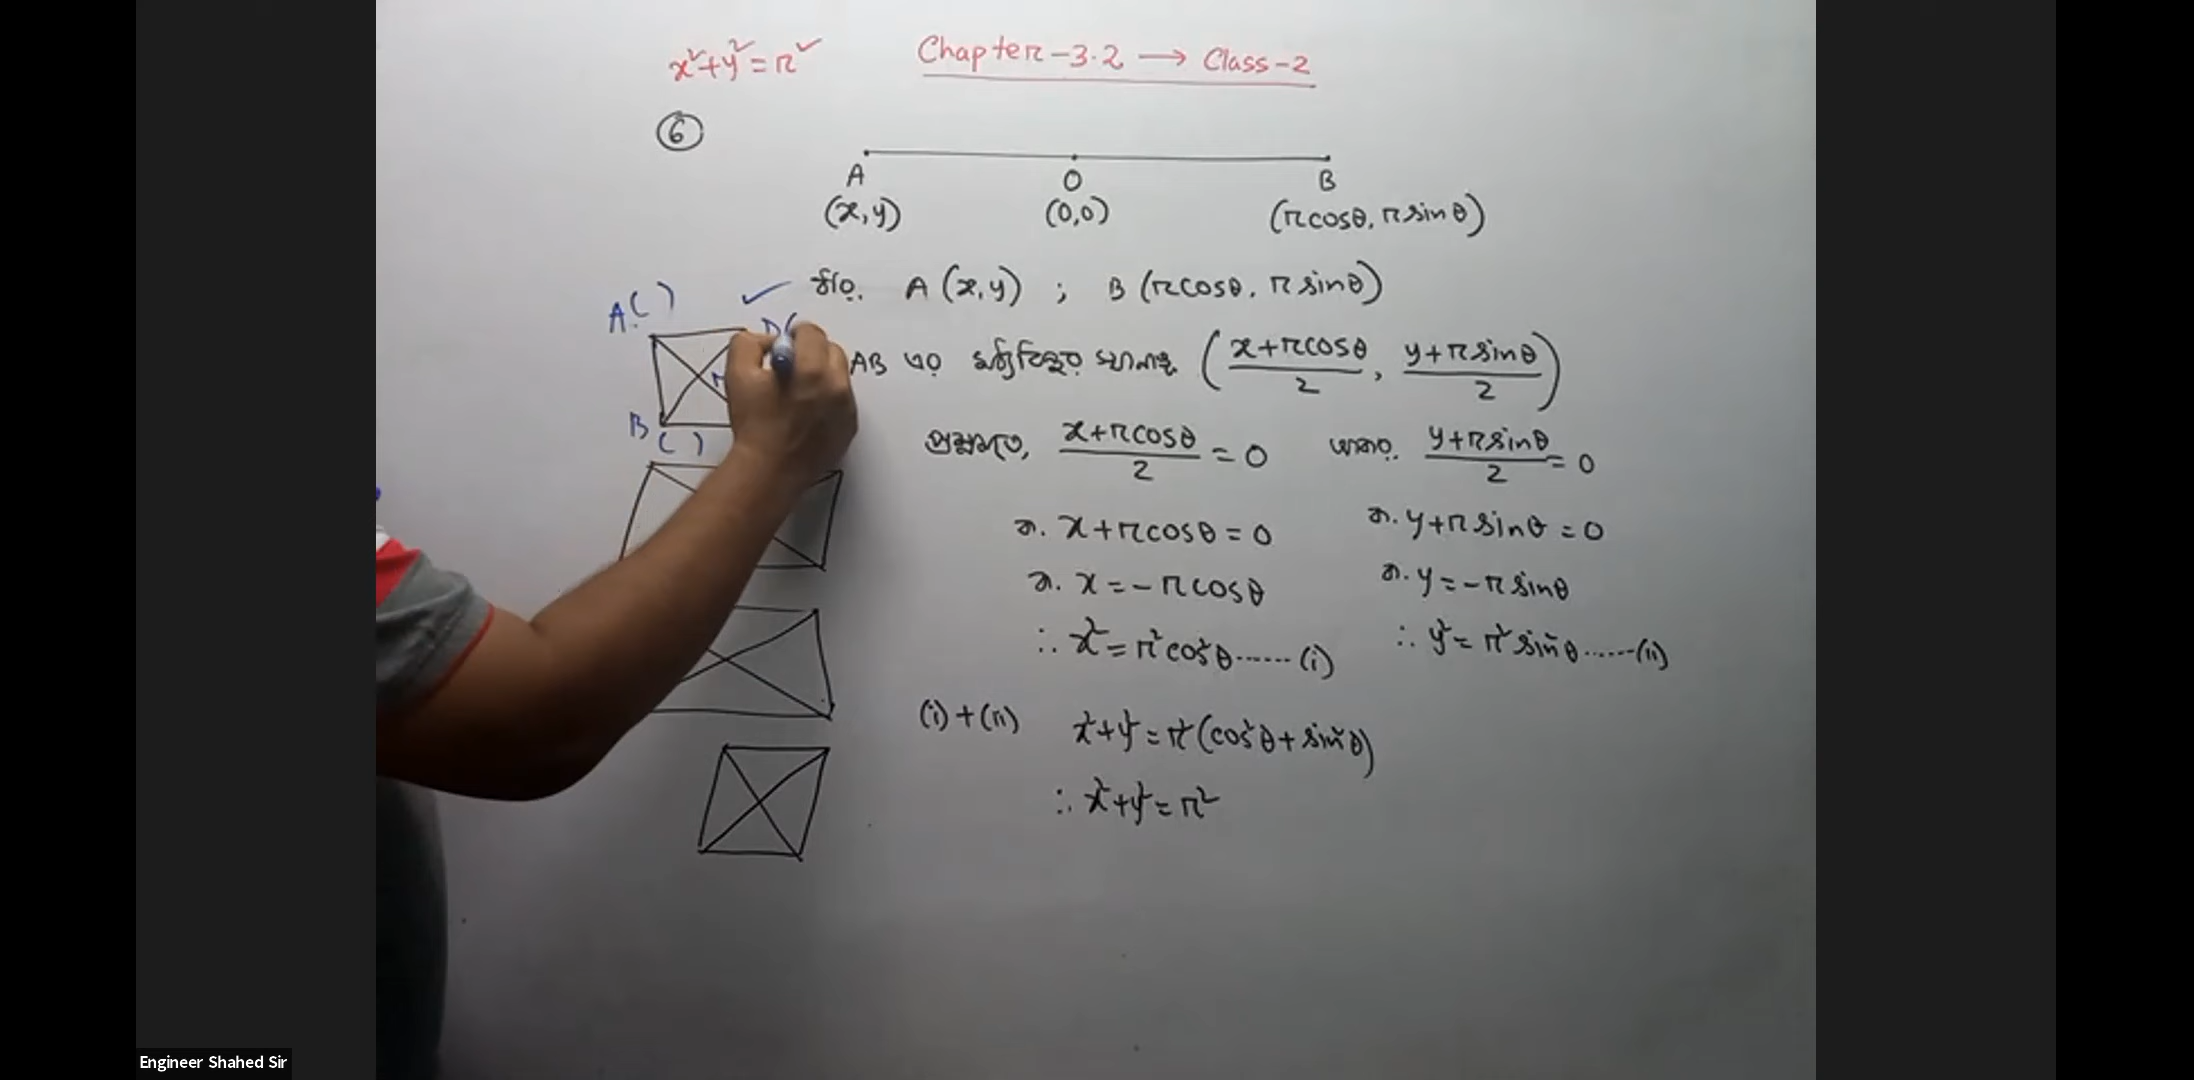 x²+y²=r²
Chapter-3.2 → Class-2
6
A O B
(x,y) (0,0) (rcosθ, rsinθ)
A( )
ধরি, A (x,y) ; B (rcosθ, rsinθ)
D(
AB এর মধ্যবিন্দুর স্থানাঙ্ক ((x+rcosθ)/2, (y+rsinθ)/2)
B ( )
প্রশ্নমতে, (x+rcosθ)/2 = 0 আবার, (y+rsinθ)/2 = 0
বা, x+rcosθ = 0 বা, y+rsinθ = 0
বা, x = -rcosθ বা, y = -rsinθ
∴ x² = r²cos²θ ...... (i) ∴ y² = r²sin²θ ...... (ii)
(i)+(ii) x²+y² = r²(cos²θ+sin²θ)
∴ x²+y² = r²
Engineer Shahed Sir